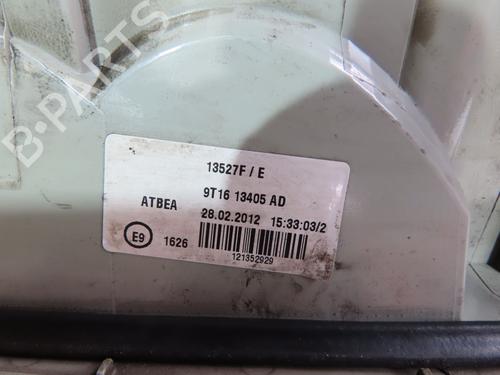 B-PARTS
13527F / E
9T16 13405 AD
ATBEA
28.02.2012 15:33:03/2
E9
1626
121352929